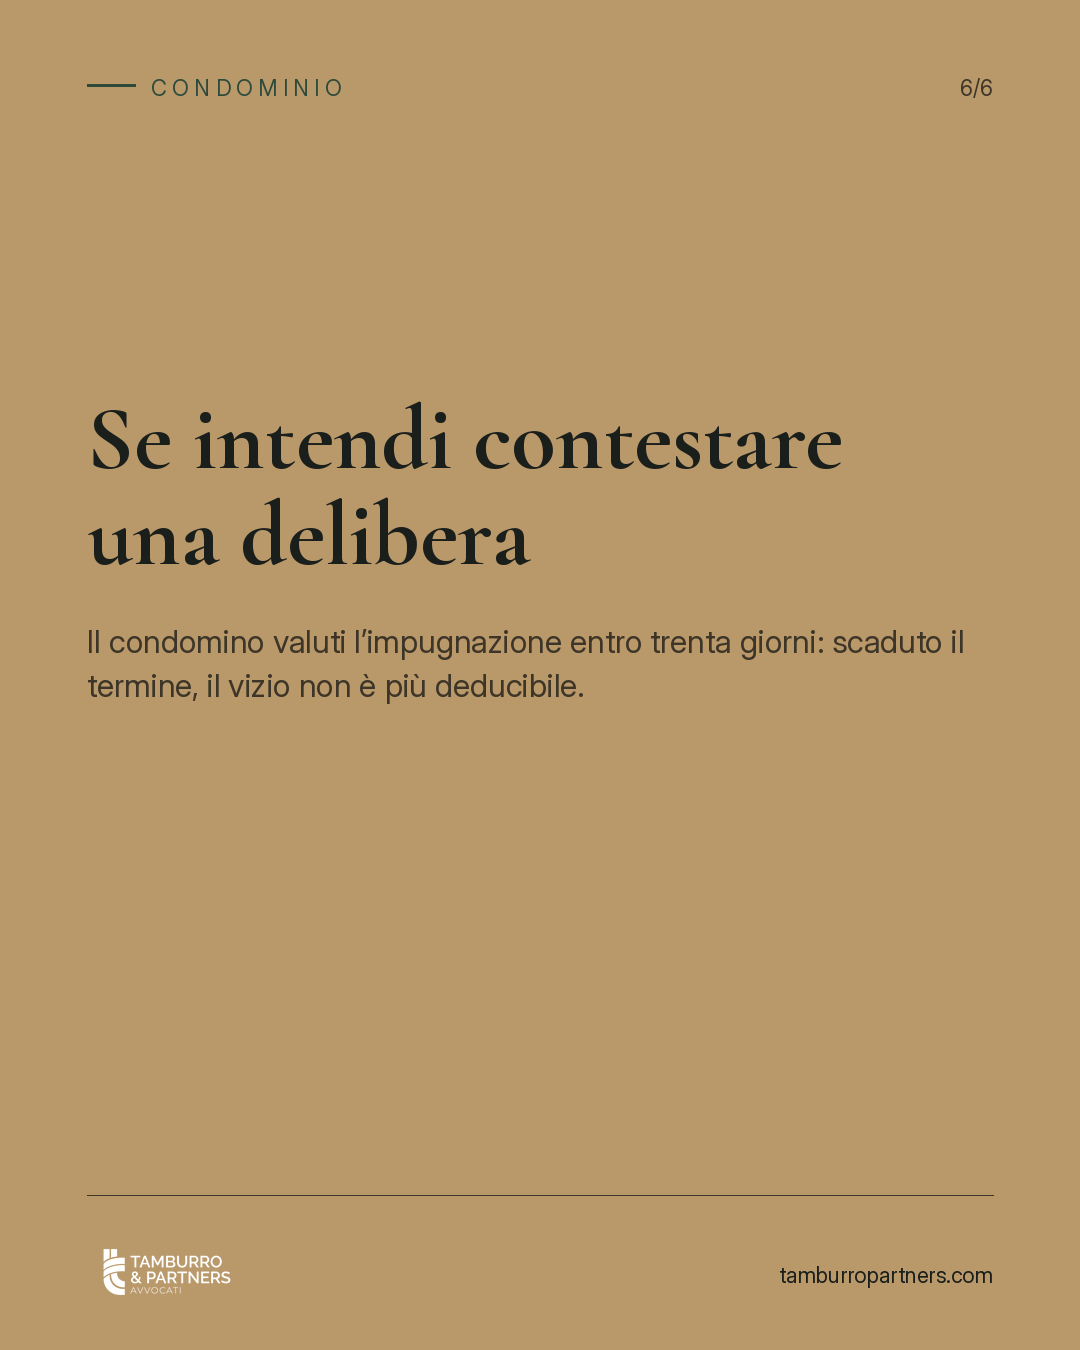 CONDOMINIO
6/6
Se intendi contestare
una delibera
Il condomino valuti l’impugnazione entro trenta giorni: scaduto il
termine, il vizio non è più deducibile.
TAMBURRO
& PARTNERS
AVVOCATI
tamburropartners.com